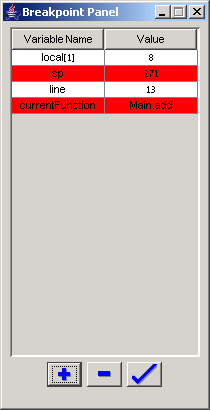 Breakpoint Panel
Variable Name Value
local[1] 8
sp 271
line 13
currentFunction Main.add